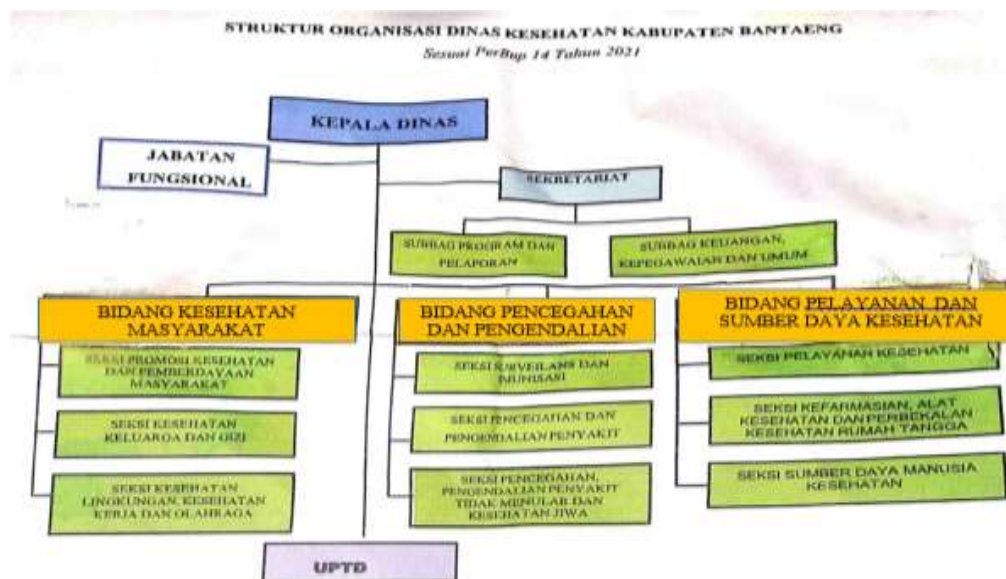 STRUKTUR ORGANISASI DINAS KESEHATAN KABUPATEN BANTAENG
Sesuai PerBup 14 Tahun 2021
KEPALA DINAS
JABATAN
FUNGSIONAL
SEKRETARIAT
SUBBAG PROGRAM DAN
PELAPORAN
SUBBAG KEUANGAN,
KEPEGAWAIAN DAN UMUM
BIDANG KESEHATAN
MASYARAKAT
SEKSI PROMOSI KESEHATAN
DAN PEMBERDAYAAN
MASYARAKAT
SEKSI KESEHATAN
KELUARGA DAN GIZI
SEKSI KESEHATAN
LINGKUNGAN, KESEHATAN
KERJA DAN OLAHRAGA
BIDANG PENCEGAHAN
DAN PENGENDALIAN
SEKSI SURVEILANS DAN
IMUNISASI
SEKSI PENCEGAHAN DAN
PENGENDALIAN PENYAKIT
SEKSI PENCEGAHAN,
PENGENDALIAN PENYAKIT
TIDAK MENULAR DAN
KESEHATAN JIWA
BIDANG PELAYANAN DAN
SUMBER DAYA KESEHATAN
SEKSI PELAYANAN KESEHATAN
SEKSI KEFARMASIAN, ALAT
KESEHATAN DAN PERBEKALAN
KESEHATAN RUMAH TANGGA
SEKSI SUMBER DAYA MANUSIA
KESEHATAN
UPTD